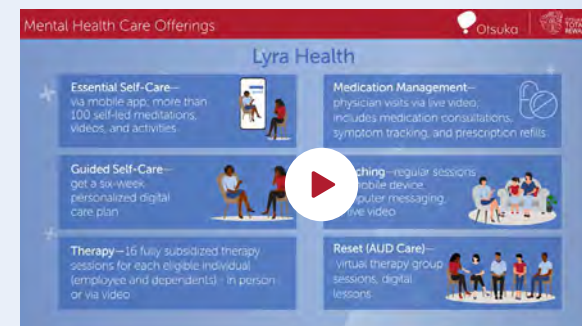 Mental Health Care Offerings
Otsuka
Lyra Health
Essential Self-Care—
via mobile app; more than
100 self-led meditations,
videos, and activities
Medication Management—
physician visits via live video;
includes medication consultations,
symptom tracking, and prescription refills
Guided Self-Care—
get a six-week
personalized digital
care plan
ching—regular sessions
mobile device,
puter messaging,
live video
Therapy—16 fully subsidized therapy
sessions for each eligible individual
(employee and dependents) - in person
or via video
Reset (AUD Care)—
virtual therapy group
sessions, digital
lessons